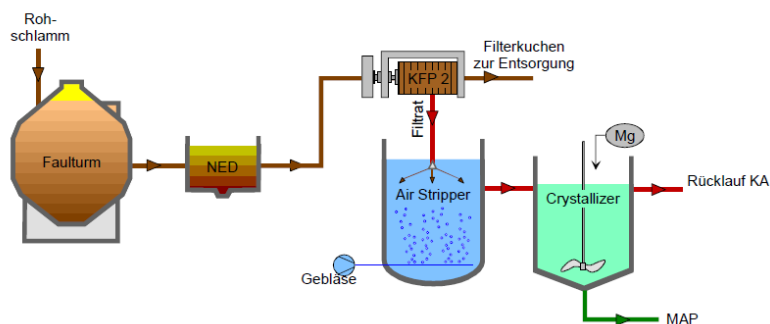 Roh-
schlamm
Faulturm
NED
KFP 2
Filterkuchen
zur Entsorgung
Filtrat
Air Stripper
Gebläse
Mg
Crystallizer
Rücklauf KA
MAP